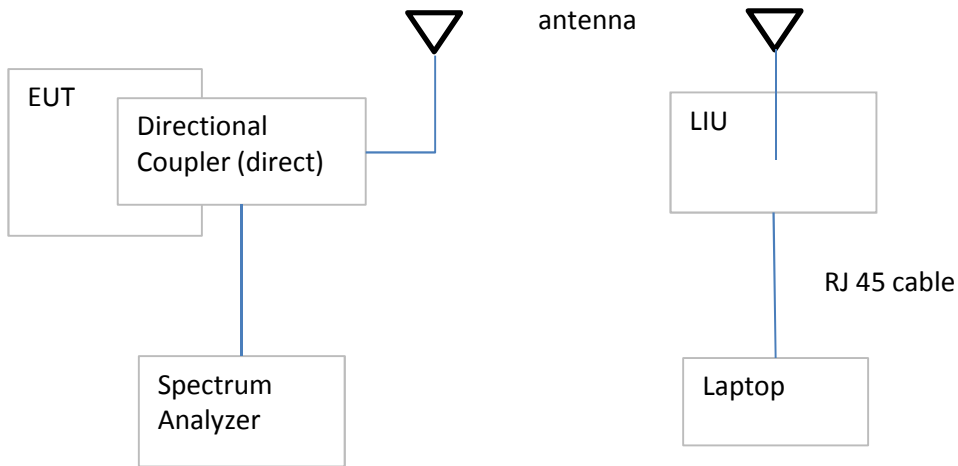 antenna
EUT
Directional
Coupler (direct)
LIU
RJ 45 cable
Spectrum
Analyzer
Laptop